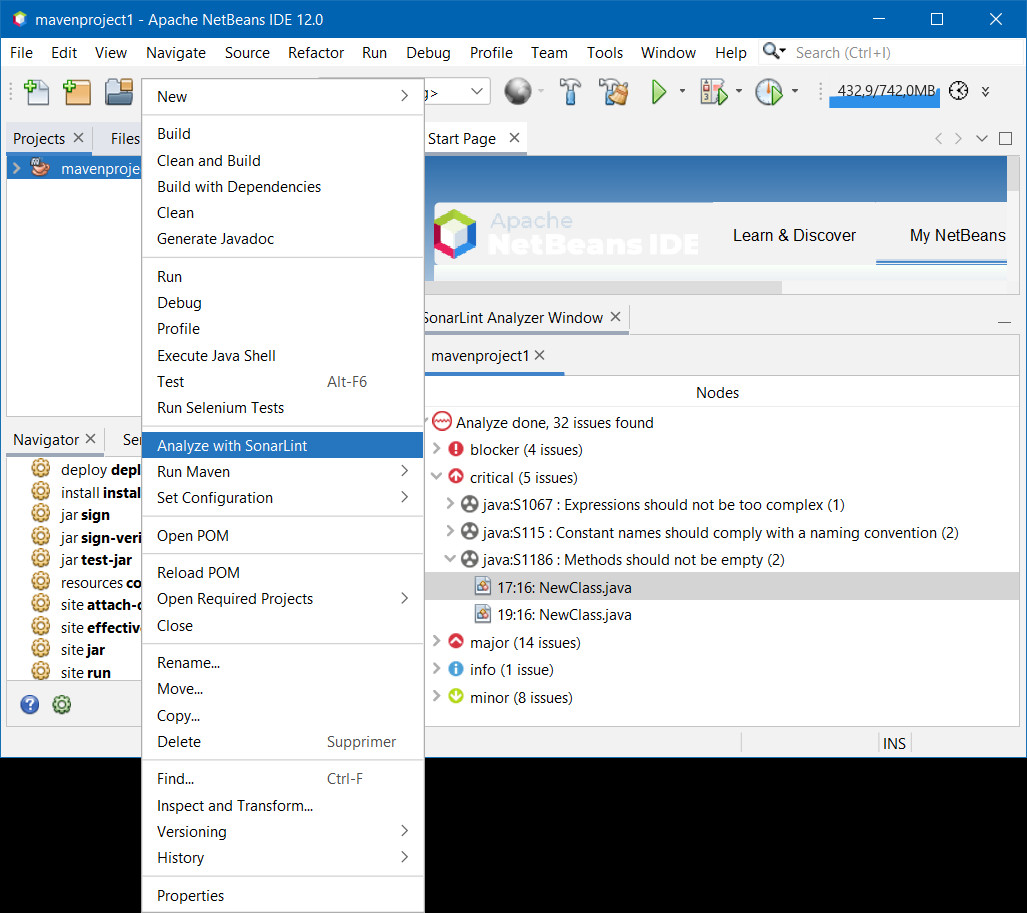 mavenproject1 - Apache NetBeans IDE 12.0
File Edit View Navigate Source Refactor Run Debug Profile Team Tools Window Help Search (Ctrl+I)
g>
432,9/742,0MB
Projects Files
mavenproje
Navigator Ser
deploy depl
install instal
jar sign
jar sign-veri
jar test-jar
resources co
site attach-d
site effectiv
site jar
site run
New
Build
Clean and Build
Build with Dependencies
Clean
Generate Javadoc
Run
Debug
Profile
Execute Java Shell
Test Alt-F6
Run Selenium Tests
Analyze with SonarLint
Run Maven
Set Configuration
Open POM
Reload POM
Open Required Projects
Close
Rename...
Move...
Copy...
Delete Supprimer
Find... Ctrl-F
Inspect and Transform...
Versioning
History
Properties
Start Page
Apache
NetBeans IDE
Learn & Discover My NetBeans
SonarLint Analyzer Window
mavenproject1
Nodes
Analyze done, 32 issues found
blocker (4 issues)
critical (5 issues)
java:S1067 : Expressions should not be too complex (1)
java:S115 : Constant names should comply with a naming convention (2)
java:S1186 : Methods should not be empty (2)
17:16: NewClass.java
19:16: NewClass.java
major (14 issues)
info (1 issue)
minor (8 issues)
INS